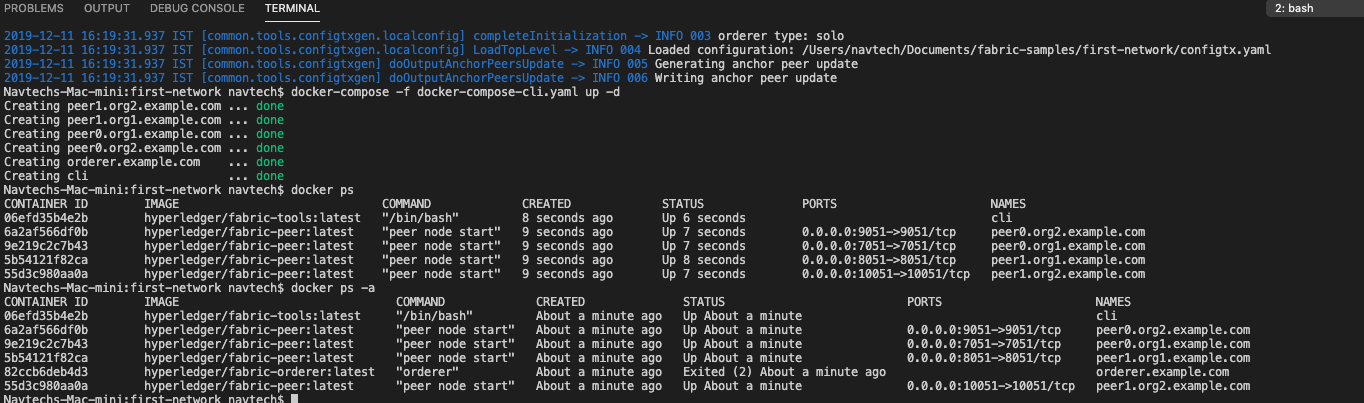 PROBLEMS OUTPUT DEBUG CONSOLE TERMINAL 2: bash
2019-12-11 16:19:31.937 IST [common.tools.configtxgen.localconfig] completeInitialization -> INFO 003 orderer type: solo
2019-12-11 16:19:31.937 IST [common.tools.configtxgen.localconfig] LoadTopLevel -> INFO 004 Loaded configuration: /Users/navtech/Documents/fabric-samples/first-network/configtx.yaml
2019-12-11 16:19:31.937 IST [common.tools.configtxgen] doOutputAnchorPeersUpdate -> INFO 005 Generating anchor peer update
2019-12-11 16:19:31.937 IST [common.tools.configtxgen] doOutputAnchorPeersUpdate -> INFO 006 Writing anchor peer update
Navtechs-Mac-mini:first-network navtech$ docker-compose -f docker-compose-cli.yaml up -d
Creating peer1.org2.example.com ... done
Creating peer1.org1.example.com ... done
Creating peer0.org1.example.com ... done
Creating peer0.org2.example.com ... done
Creating orderer.example.com ... done
Creating cli ... done
Navtechs-Mac-mini:first-network navtech$ docker ps
CONTAINER ID IMAGE COMMAND CREATED STATUS PORTS NAMES
06efd35b4e2b hyperledger/fabric-tools:latest "/bin/bash" 8 seconds ago Up 6 seconds cli
6a2af566df0b hyperledger/fabric-peer:latest "peer node start" 9 seconds ago Up 7 seconds 0.0.0.0:9051->9051/tcp peer0.org2.example.com
9e219c2c7b43 hyperledger/fabric-peer:latest "peer node start" 9 seconds ago Up 7 seconds 0.0.0.0:7051->7051/tcp peer0.org1.example.com
5b54121f82ca hyperledger/fabric-peer:latest "peer node start" 9 seconds ago Up 8 seconds 0.0.0.0:8051->8051/tcp peer1.org1.example.com
55d3c980aa0a hyperledger/fabric-peer:latest "peer node start" 9 seconds ago Up 7 seconds 0.0.0.0:10051->10051/tcp peer1.org2.example.com
Navtechs-Mac-mini:first-network navtech$ docker ps -a
CONTAINER ID IMAGE COMMAND CREATED STATUS PORTS NAMES
06efd35b4e2b hyperledger/fabric-tools:latest "/bin/bash" About a minute ago Up About a minute cli
6a2af566df0b hyperledger/fabric-peer:latest "peer node start" About a minute ago Up About a minute 0.0.0.0:9051->9051/tcp peer0.org2.example.com
9e219c2c7b43 hyperledger/fabric-peer:latest "peer node start" About a minute ago Up About a minute 0.0.0.0:7051->7051/tcp peer0.org1.example.com
5b54121f82ca hyperledger/fabric-peer:latest "peer node start" About a minute ago Up About a minute 0.0.0.0:8051->8051/tcp peer1.org1.example.com
82ccb6deb4d3 hyperledger/fabric-orderer:latest "orderer" About a minute ago Exited (2) About a minute ago orderer.example.com
55d3c980aa0a hyperledger/fabric-peer:latest "peer node start" About a minute ago Up About a minute 0.0.0.0:10051->10051/tcp peer1.org2.example.com
Navtechs-Mac-mini:first-network navtech$